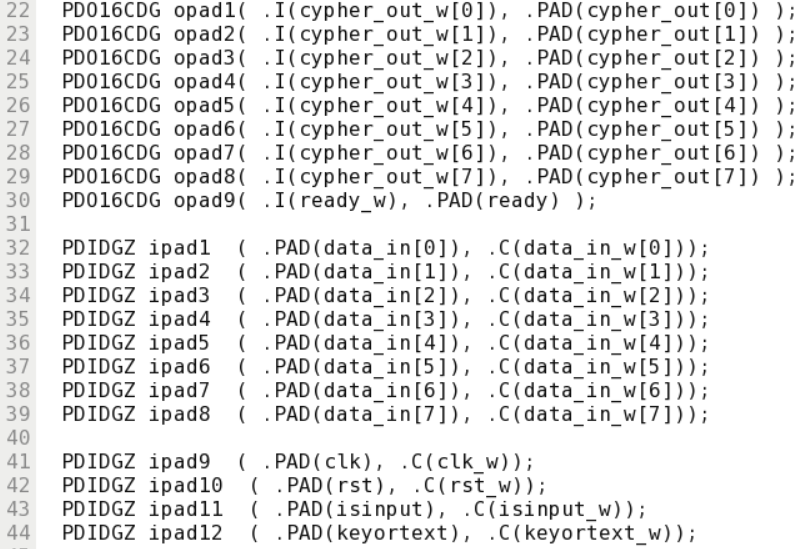 22 PDO16CDG opad1( .I(cypher_out_w[0]), .PAD(cypher_out[0]) );
23 PDO16CDG opad2( .I(cypher_out_w[1]), .PAD(cypher_out[1]) );
24 PDO16CDG opad3( .I(cypher_out_w[2]), .PAD(cypher_out[2]) );
25 PDO16CDG opad4( .I(cypher_out_w[3]), .PAD(cypher_out[3]) );
26 PDO16CDG opad5( .I(cypher_out_w[4]), .PAD(cypher_out[4]) );
27 PDO16CDG opad6( .I(cypher_out_w[5]), .PAD(cypher_out[5]) );
28 PDO16CDG opad7( .I(cypher_out_w[6]), .PAD(cypher_out[6]) );
29 PDO16CDG opad8( .I(cypher_out_w[7]), .PAD(cypher_out[7]) );
30 PDO16CDG opad9( .I(ready_w), .PAD(ready) );
31
32 PDIDGZ ipad1  ( .PAD(data_in[0]), .C(data_in_w[0]));
33 PDIDGZ ipad2  ( .PAD(data_in[1]), .C(data_in_w[1]));
34 PDIDGZ ipad3  ( .PAD(data_in[2]), .C(data_in_w[2]));
35 PDIDGZ ipad4  ( .PAD(data_in[3]), .C(data_in_w[3]));
36 PDIDGZ ipad5  ( .PAD(data_in[4]), .C(data_in_w[4]));
37 PDIDGZ ipad6  ( .PAD(data_in[5]), .C(data_in_w[5]));
38 PDIDGZ ipad7  ( .PAD(data_in[6]), .C(data_in_w[6]));
39 PDIDGZ ipad8  ( .PAD(data_in[7]), .C(data_in_w[7]));
40
41 PDIDGZ ipad9  ( .PAD(clk), .C(clk_w));
42 PDIDGZ ipad10  ( .PAD(rst), .C(rst_w));
43 PDIDGZ ipad11  ( .PAD(isinput), .C(isinput_w));
44 PDIDGZ ipad12  ( .PAD(keyortext), .C(keyortext_w));